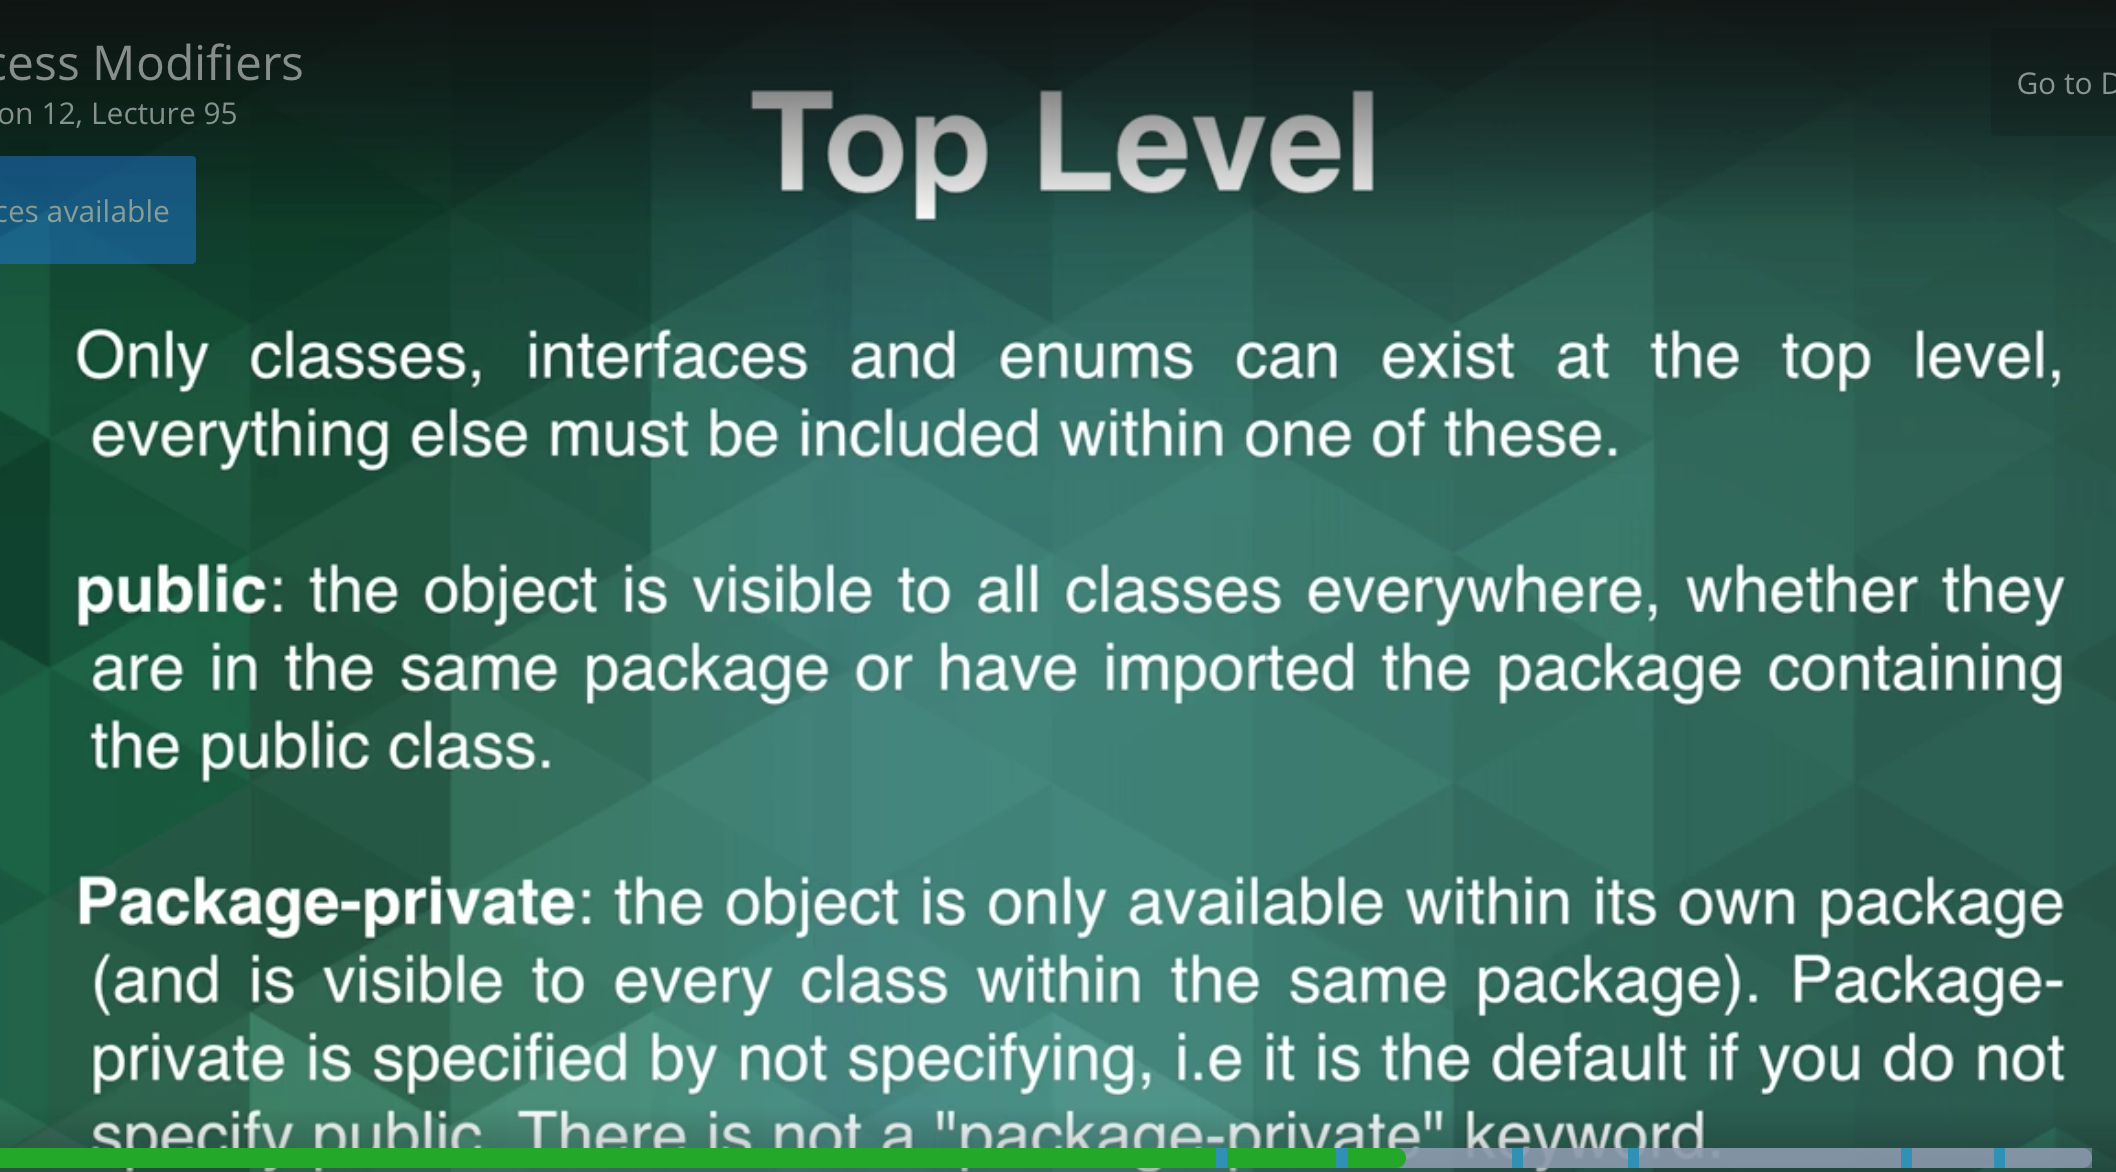 cess Modifiers
on 12, Lecture 95
Go to D
ces available
Top Level
Only classes, interfaces and enums can exist at the top level,
everything else must be included within one of these.
public: the object is visible to all classes everywhere, whether they
are in the same package or have imported the package containing
the public class.
Package-private: the object is only available within its own package
(and is visible to every class within the same package). Package-
private is specified by not specifying, i.e it is the default if you do not
specify public. There is not a "package-private" keyword.